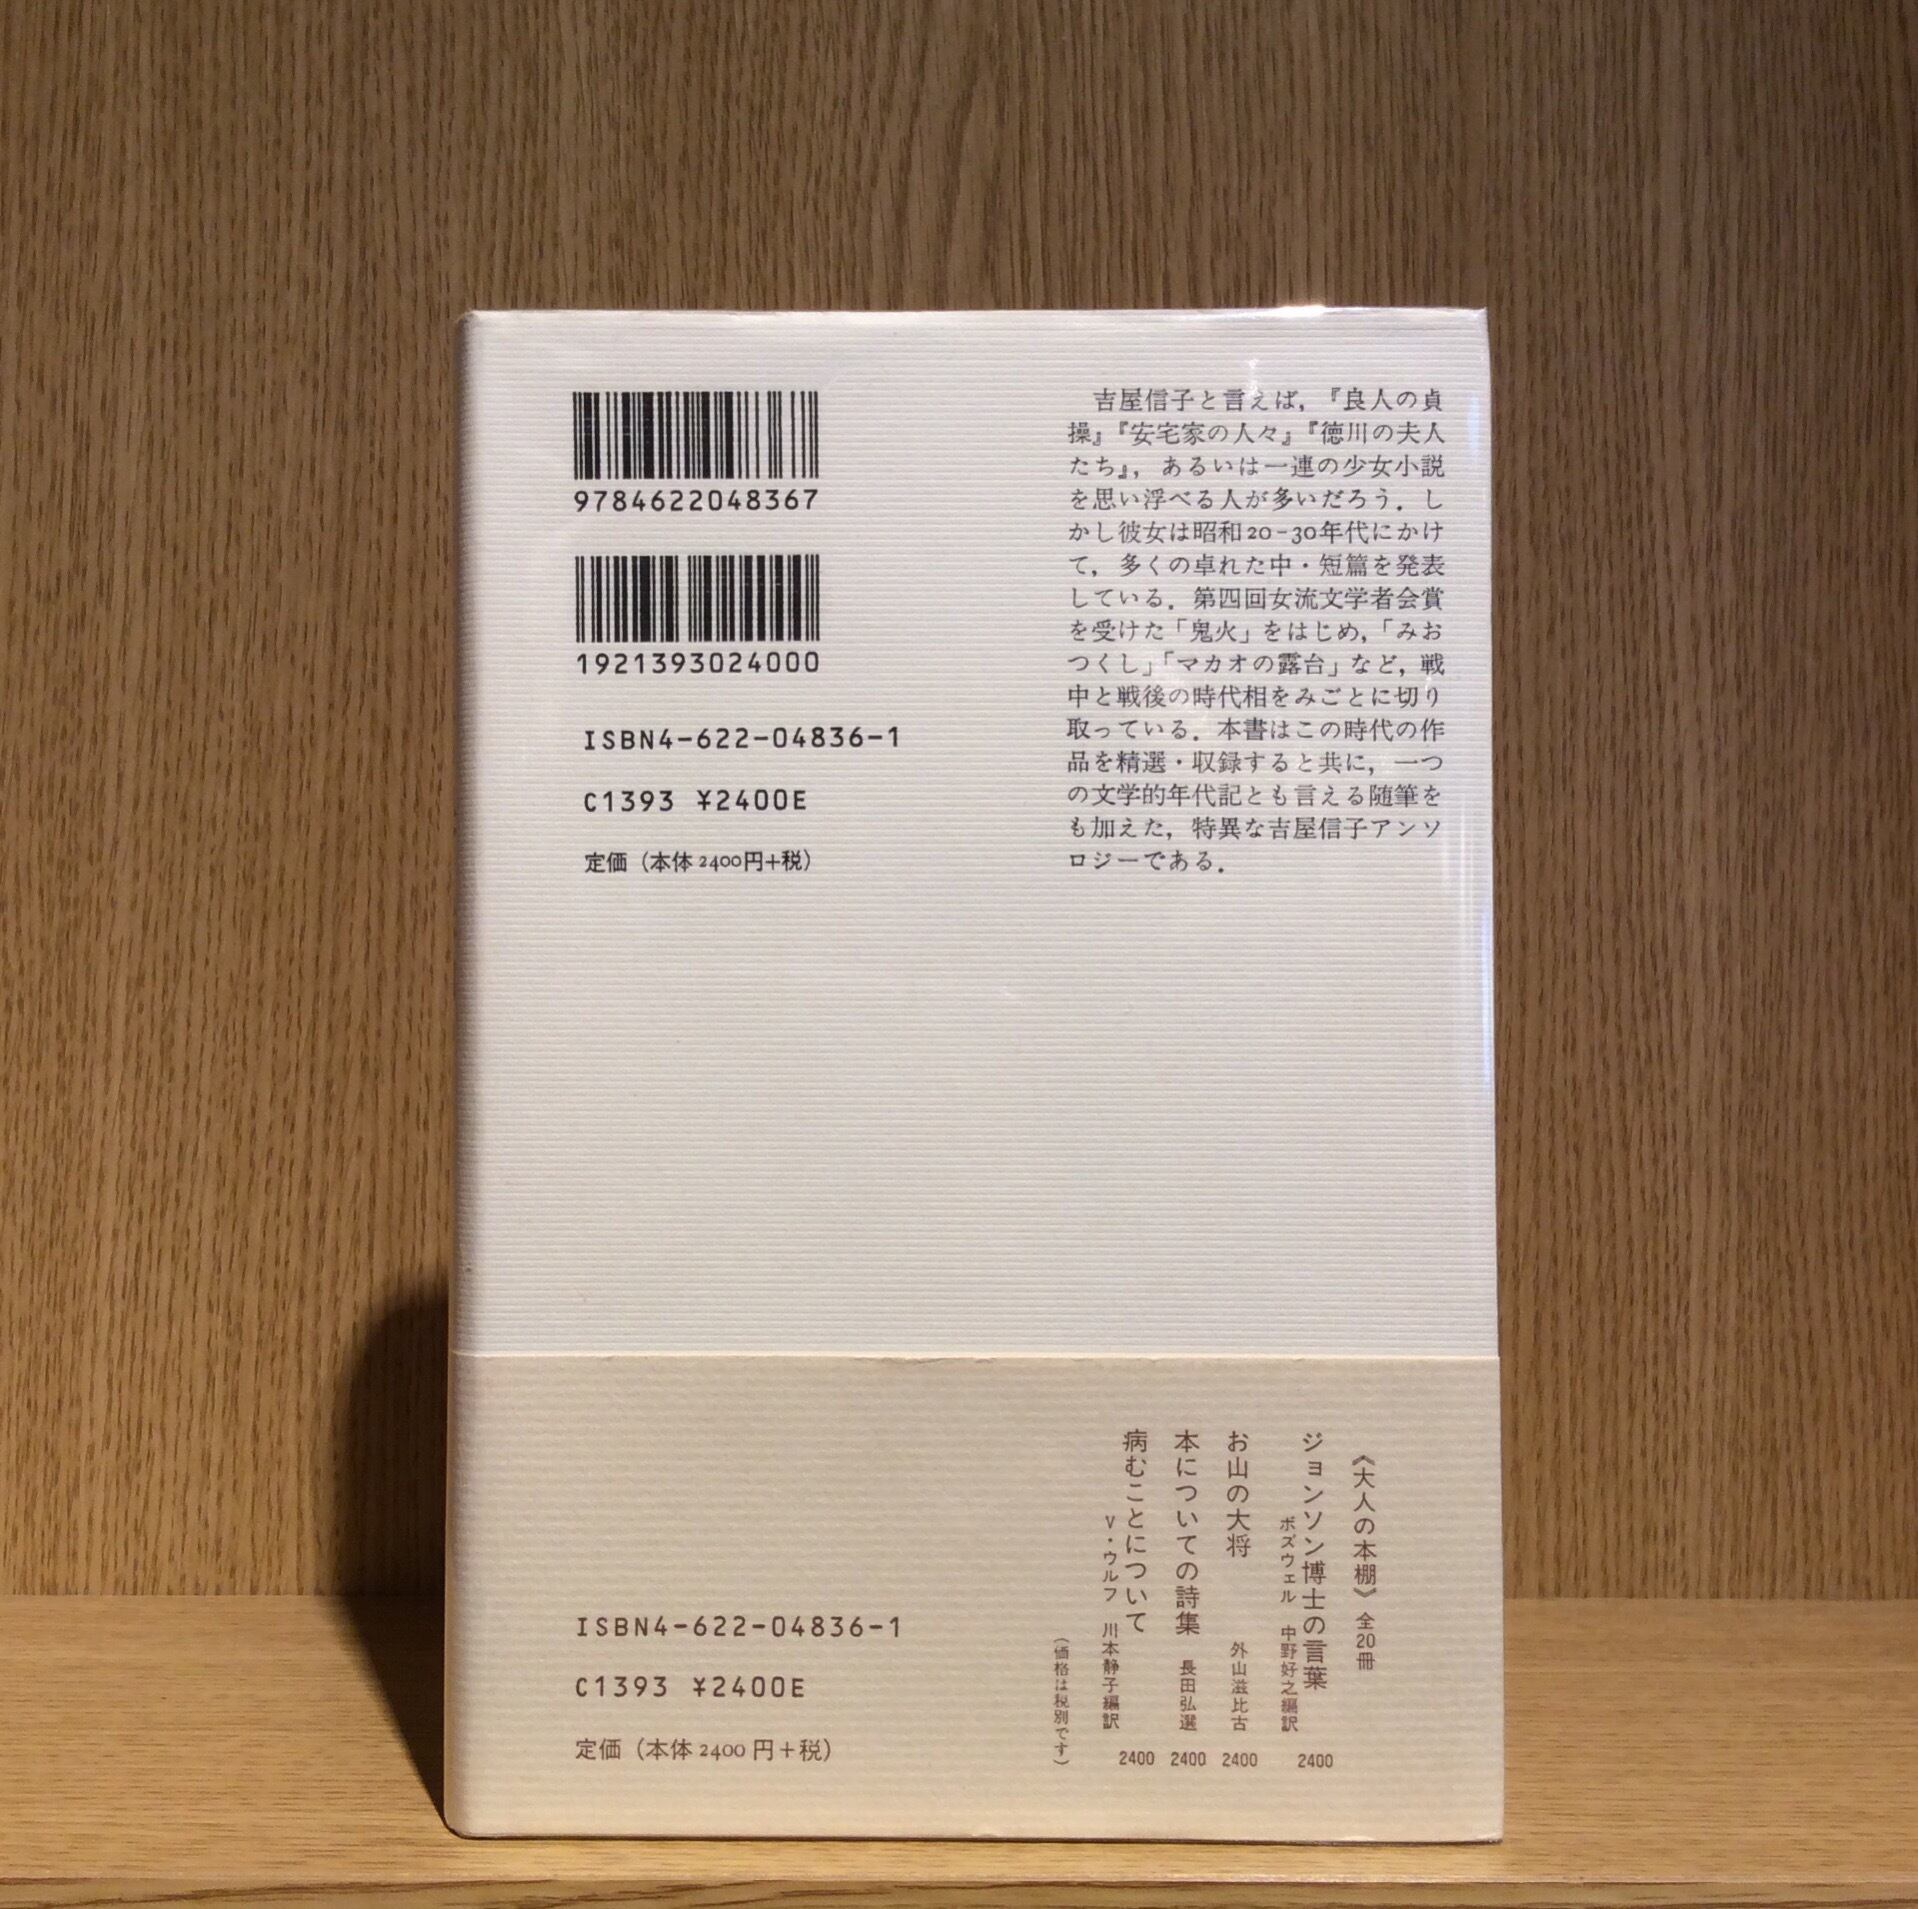 9784622048367
1921393024000
ISBN4-622-04836-1
C1393 ¥2400E
定価（本体2400円+税）
吉屋信子と言えば，『良人の貞
操』『安宅家の人々』『徳川の夫人
たち』，あるいは一連の少女小説
を思い浮べる人が多いだろう．し
かし彼女は昭和20-30年代にかけ
て，多くの卓れた中・短篇を発表
している．第四回女流文学者会賞
を受けた「鬼火」をはじめ，「みお
つくし」「マカオの露台」など，戦
中と戦後の時代相をみごとに切り
取っている．本書はこの時代の作
品を精選・収録すると共に，一つ
の文学的年代記とも言える随筆を
も加えた，特異な吉屋信子アンソ
ロジーである．
《大人の本棚》全20冊
ジョンソン博士の言葉 2400
ボズウェル 中野好之編訳
お山の大将 外山滋比古 2400
本についての詩集 長田弘選 2400
病むことについて 2400
V・ウルフ 川本静子編訳
（価格は税別です）
ISBN4-622-04836-1
C1393 ¥2400E
定価（本体2400円+税）